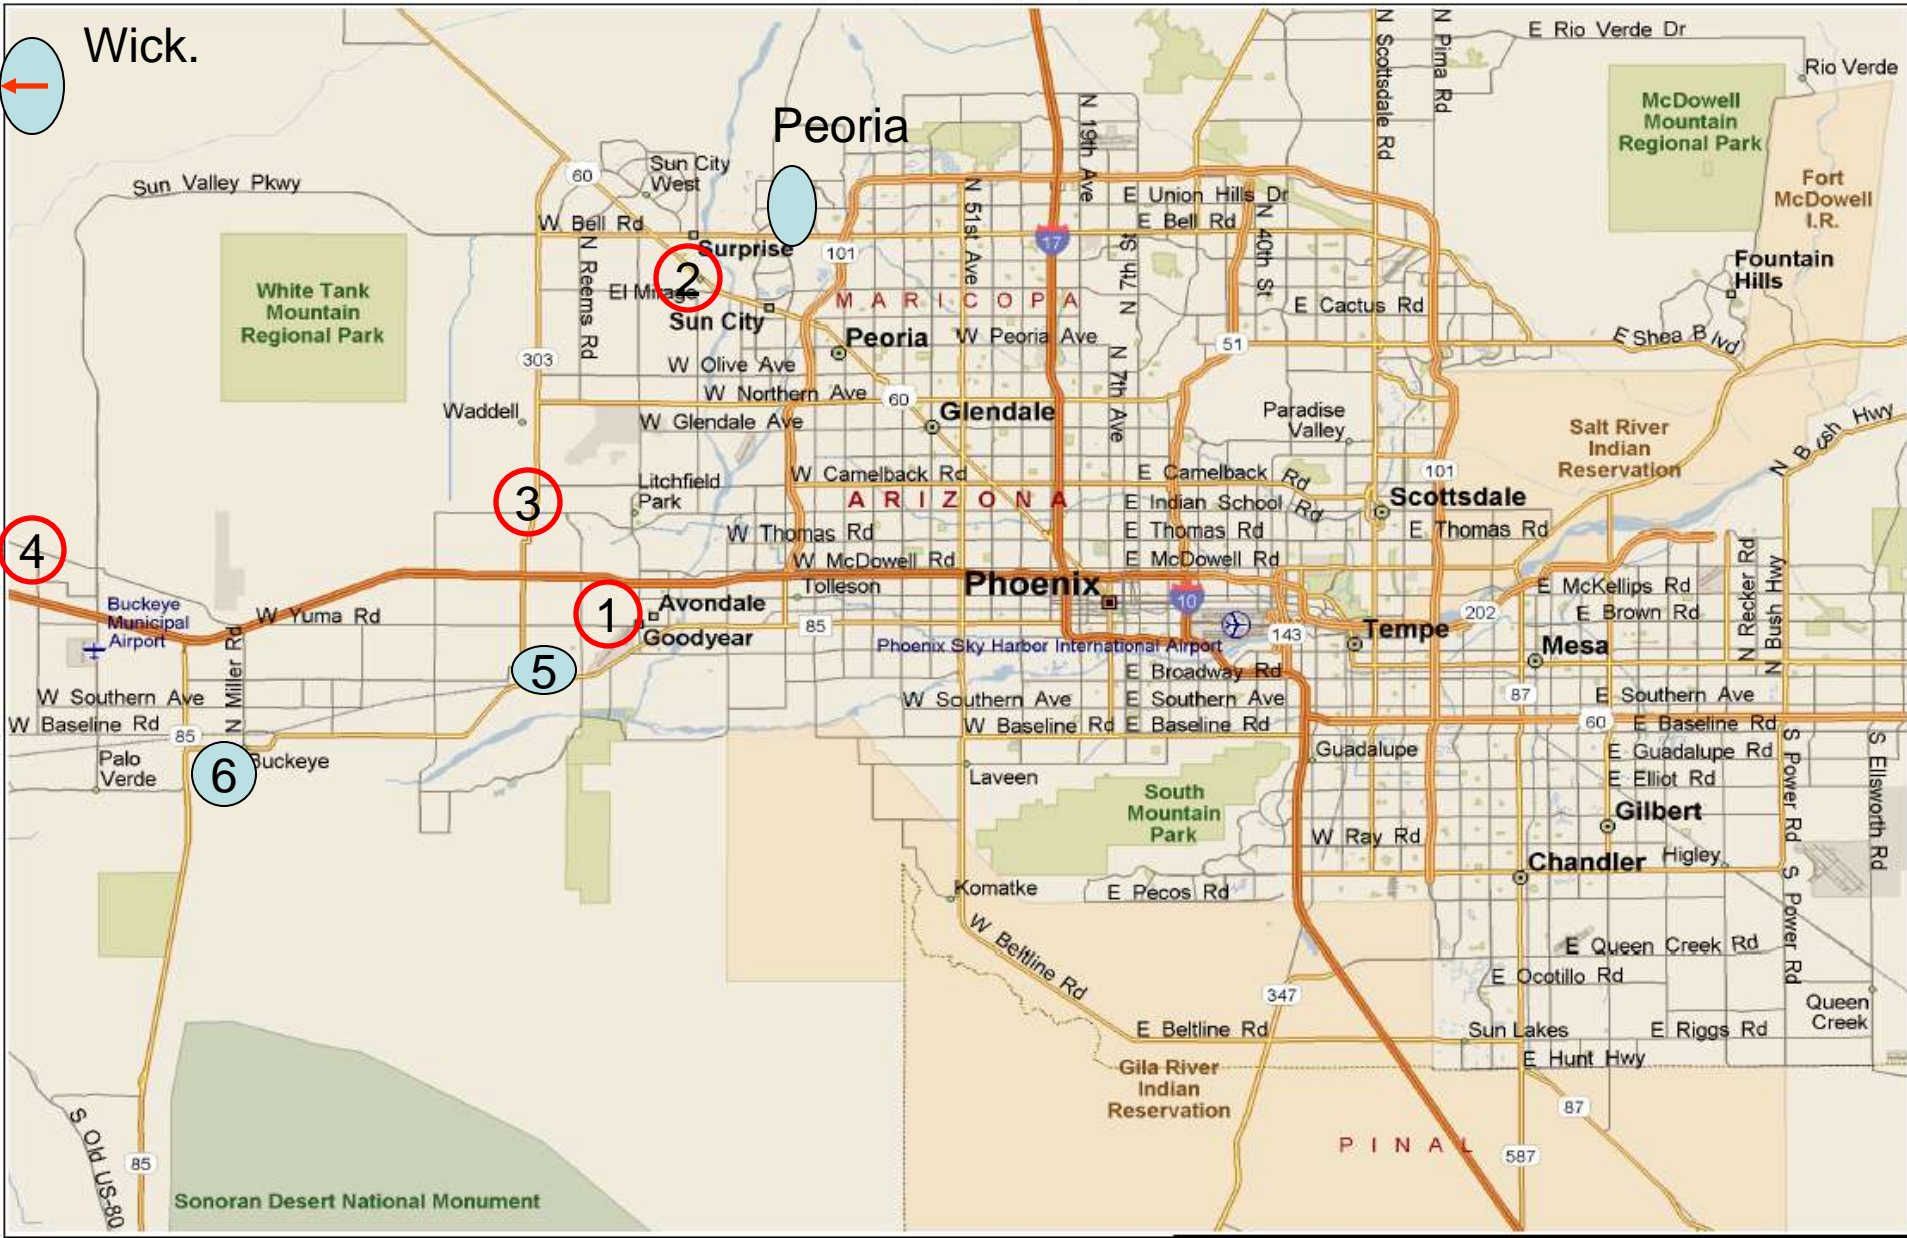 Wick.
Peoria
E Rio Verde Dr
Rio Verde
N Scottsdale Rd
N Pima Rd
McDowell
Mountain
Regional Park
Fort
McDowell
I.R.
N 19th Ave
Sun City
West
60
Sun Valley Pkwy
E Union Hills Dr
E Bell Rd
W Bell Rd
N 51st Ave
N 40th St
N 7th St
17
101
Surprise
2
El Mirage
N Reems Rd
Sun City
Fountain
Hills
White Tank
Mountain
Regional Park
MARICOPA
E Cactus Rd
Peoria
W Peoria Ave
E Shea Blvd
51
303
W Olive Ave
N 7th Ave
W Northern Ave
60
Waddell
W Glendale Ave
Glendale
Paradise
Valley
Salt River
Indian
Reservation
N Bush Hwy
W Camelback Rd
E Camelback Rd
101
Litchfield
Park
3
ARIZONA
E Indian School Rd
Scottsdale
W Thomas Rd
E Thomas Rd
E Thomas Rd
4
W McDowell Rd
E McDowell Rd
Tolleson
Phoenix
10
E McKellips Rd
E Brown Rd
N Recker Rd
N Bush Hwy
202
Buckeye
Municipal
Airport
W Yuma Rd
1
Avondale
Goodyear
85
Phoenix Sky Harbor International Airport
143
Tempe
Mesa
5
N Miller Rd
E Broadway Rd
W Southern Ave
W Southern Ave
E Southern Ave
87
E Southern Ave
W Baseline Rd
W Baseline Rd
E Baseline Rd
60
E Baseline Rd
85
Palo
Verde
6
Buckeye
Guadalupe
E Guadalupe Rd
E Elliot Rd
Laveen
S Power Rd
S Ellsworth Rd
South
Mountain
Park
Gilbert
W Ray Rd
Chandler
Higley
Komatke
E Pecos Rd
S Power Rd
W Beltline Rd
E Queen Creek Rd
E Ocotillo Rd
347
Queen
Creek
E Beltline Rd
Sun Lakes
E Riggs Rd
E Hunt Hwy
Gila River
Indian
Reservation
87
S Old US-80
85
PINAL
587
Sonoran Desert National Monument